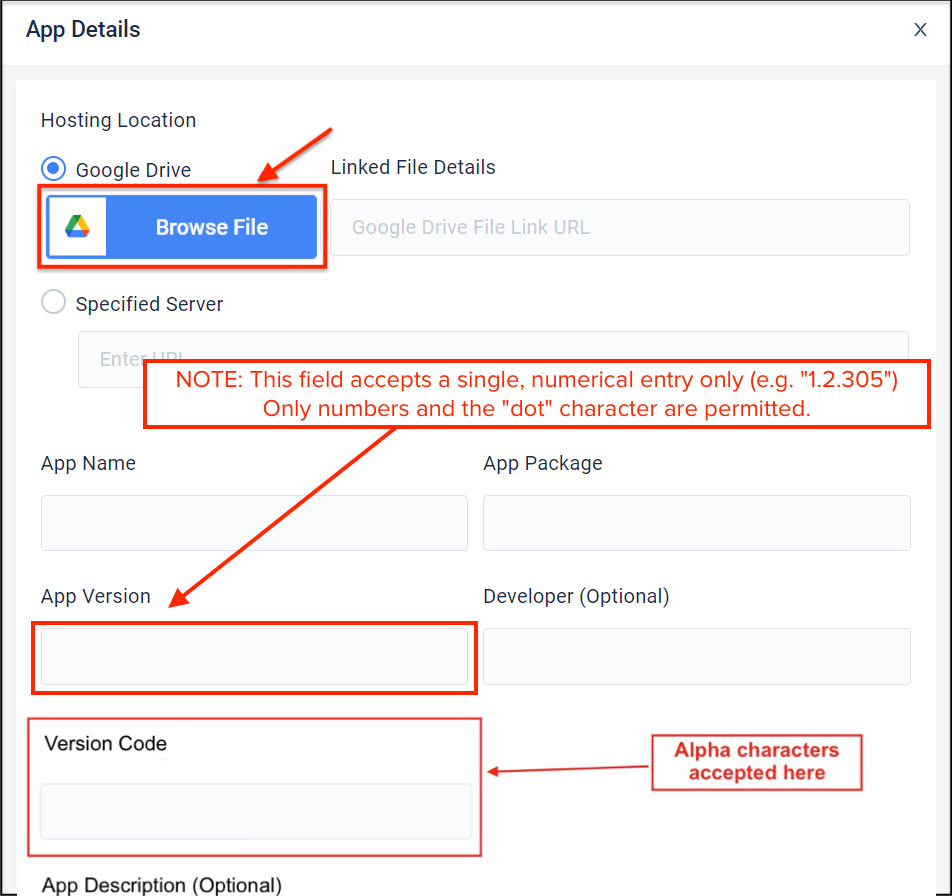 App Details
X
Hosting Location
Google Drive
Linked File Details
Browse File
Google Drive File Link URL
Specified Server
Enter URL
NOTE: This field accepts a single, numerical entry only (e.g. "1.2.305")
Only numbers and the "dot" character are permitted.
App Name
App Package
App Version
Developer (Optional)
Version Code
Alpha characters
accepted here
App Description (Optional)